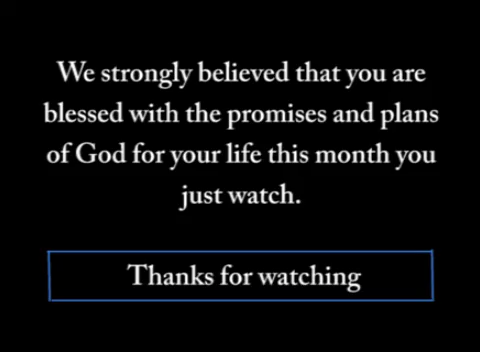 We strongly believed that you are
blessed with the promises and plans
of God for your life this month you
just watch.
Thanks for watching